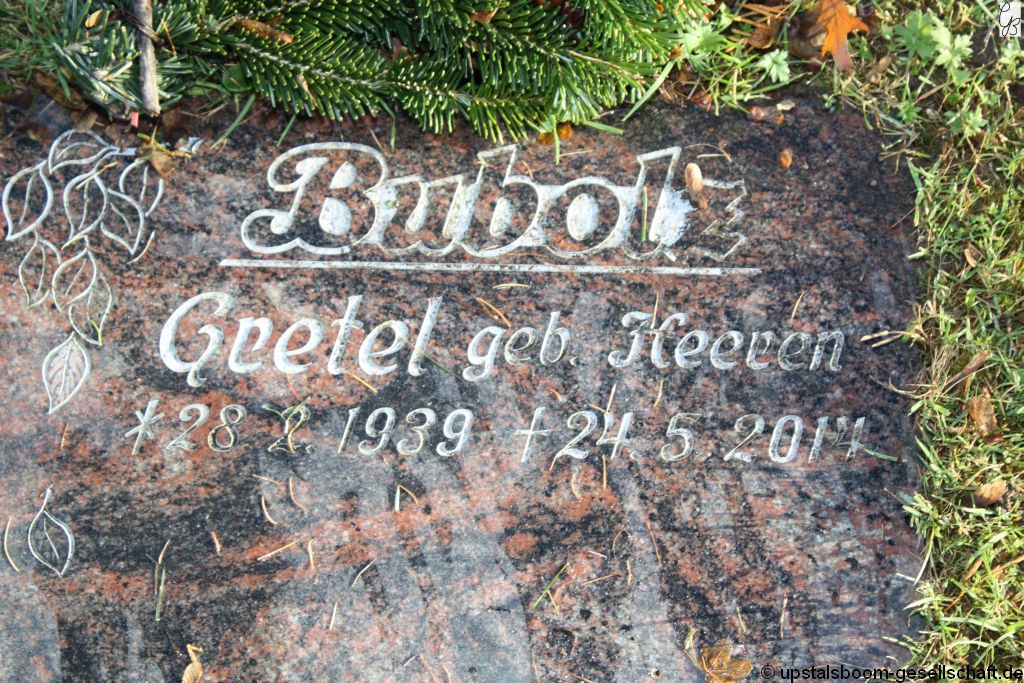 Bubolz
Gretel geb. Heeren
*28. 2. 1939 † 24. 5. 2014
© upstalsboom-gesellschaft.de